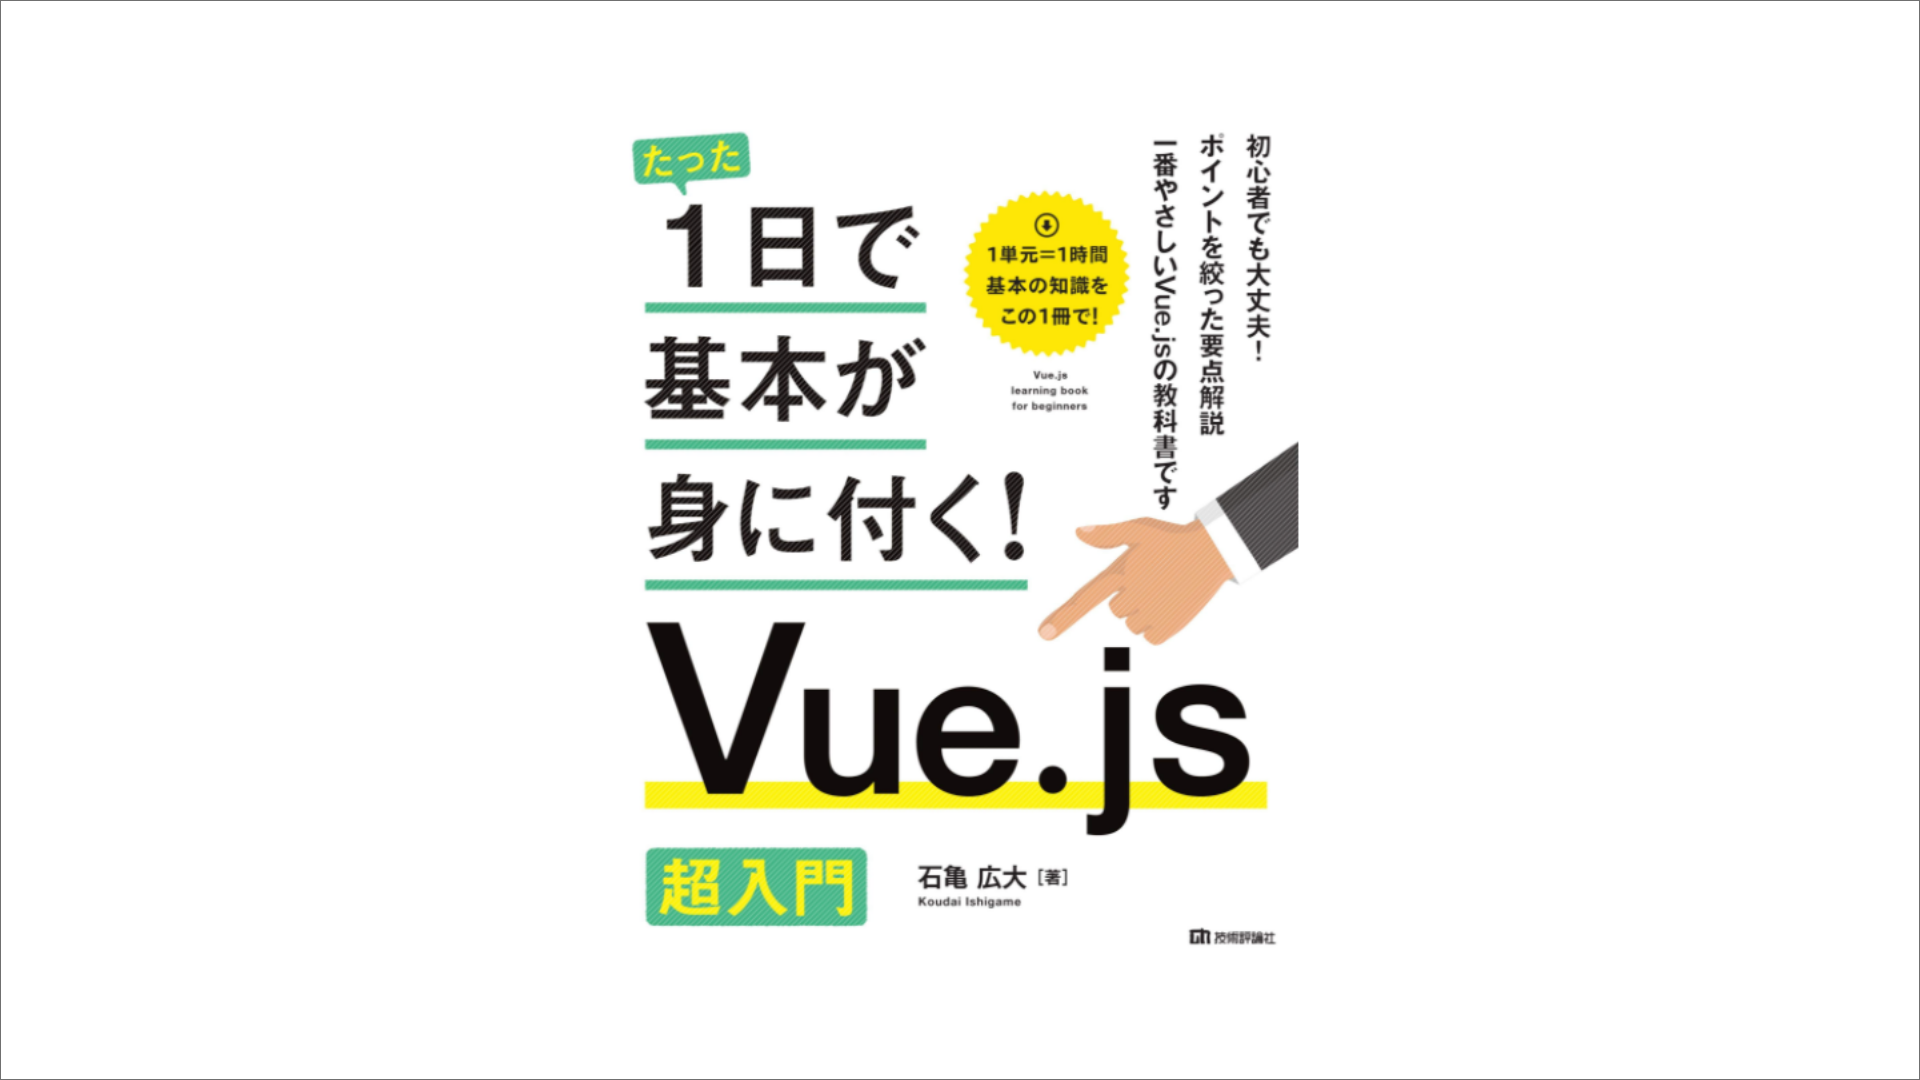 初心者でも大丈夫！
ポイントを絞った要点解説
一番やさしいVue.jsの教科書です
たった
1日で
基本が
身に付く！
1単元＝1時間
基本の知識を
この1冊で！
Vue.js
learning book
for beginners
Vue.js
超入門
石亀 広大［著］
Koudai Ishigame
技術評論社